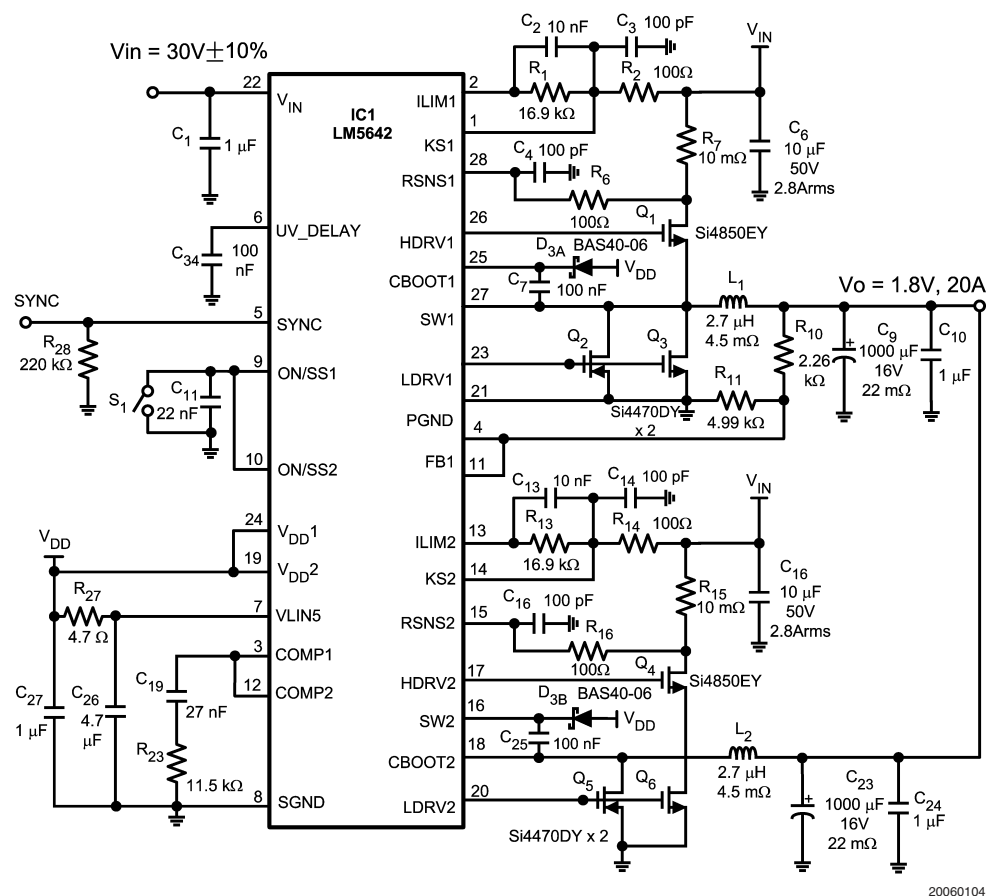 Vin = 30V±10%
IC1
LM5642
22
VIN
C1
1 µF
6
UV_DELAY
C34
100
nF
SYNC
5
SYNC
R28
220 kΩ
9
ON/SS1
S1
C11
22 nF
10
ON/SS2
24
VDD1
VDD
19
VDD2
R27
4.7 Ω
7
VLIN5
3
COMP1
12
COMP2
C19
27 nF
C27
1 µF
C26
4.7
µF
R23
11.5 kΩ
8
SGND
2
ILIM1
C2 10 nF
C3 100 pF
R1
16.9 kΩ
R2
100Ω
VIN
1
KS1
R7
10 mΩ
C6
10 µF
50V
2.8Arms
28
RSNS1
C4 100 pF
R6
100Ω
26
HDRV1
Q1
Si4850EY
25
CBOOT1
D3A BAS40-06
VDD
C7
100 nF
27
SW1
L1
2.7 µH
4.5 mΩ
Vo = 1.8V, 20A
23
LDRV1
Q2
Q3
R10
2.26
kΩ
C9
1000 µF
16V
22 mΩ
C10
1 µF
21
PGND
Si4470DY
x 2
R11
4.99 kΩ
4
FB1
11
C13 10 nF
C14 100 pF
13
ILIM2
R13
16.9 kΩ
R14
100Ω
VIN
14
KS2
R15
10 mΩ
C16
10 µF
50V
2.8Arms
15
RSNS2
C16 100 pF
R16
100Ω
17
HDRV2
Q4
Si4850EY
16
SW2
D3B BAS40-06
VDD
C25
100 nF
18
CBOOT2
L2
2.7 µH
4.5 mΩ
20
LDRV2
Q5
Q6
Si4470DY x 2
C23
1000 µF
16V
22 mΩ
C24
1 µF
20060104